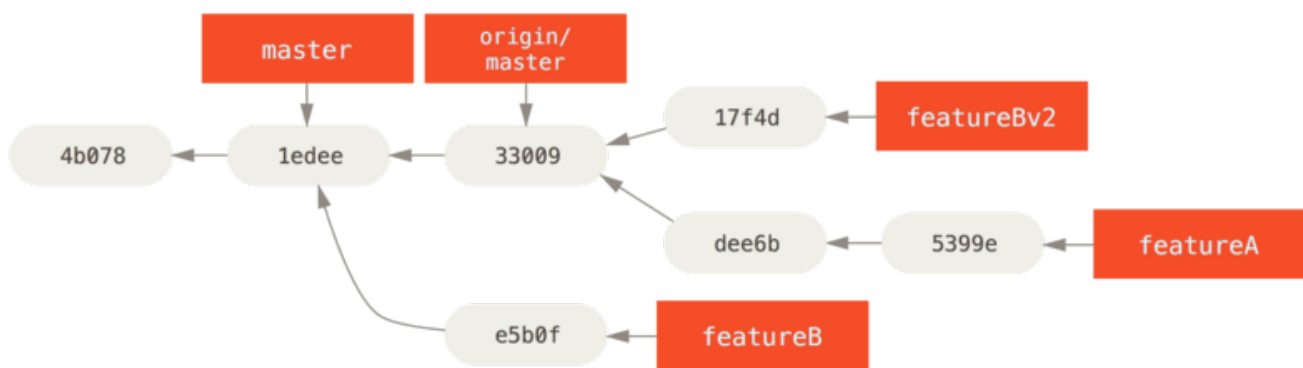 master
origin/
master
17f4d
featureBv2
4b078
1edee
33009
dee6b
5399e
featureA
e5b0f
featureB